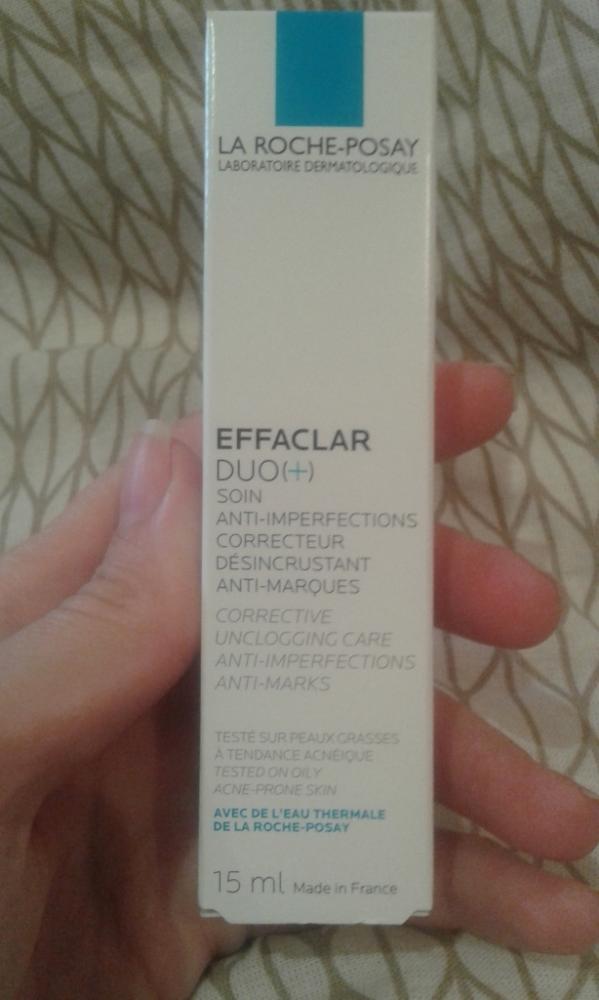 LA ROCHE-POSAY
LABORATOIRE DERMATOLOGIQUE
EFFACLAR
DUO(+)
SOIN
ANTI-IMPERFECTIONS
CORRECTEUR
DÉSINCRUSTANT
ANTI-MARQUES
CORRECTIVE
UNCLOGGING CARE
ANTI-IMPERFECTIONS
ANTI-MARKS
TESTÉ SUR PEAUX GRASSES
À TENDANCE ACNÉIQUE
TESTED ON OILY
ACNE-PRONE SKIN
AVEC DE L'EAU THERMALE
DE LA ROCHE-POSAY
15 ml Made in France